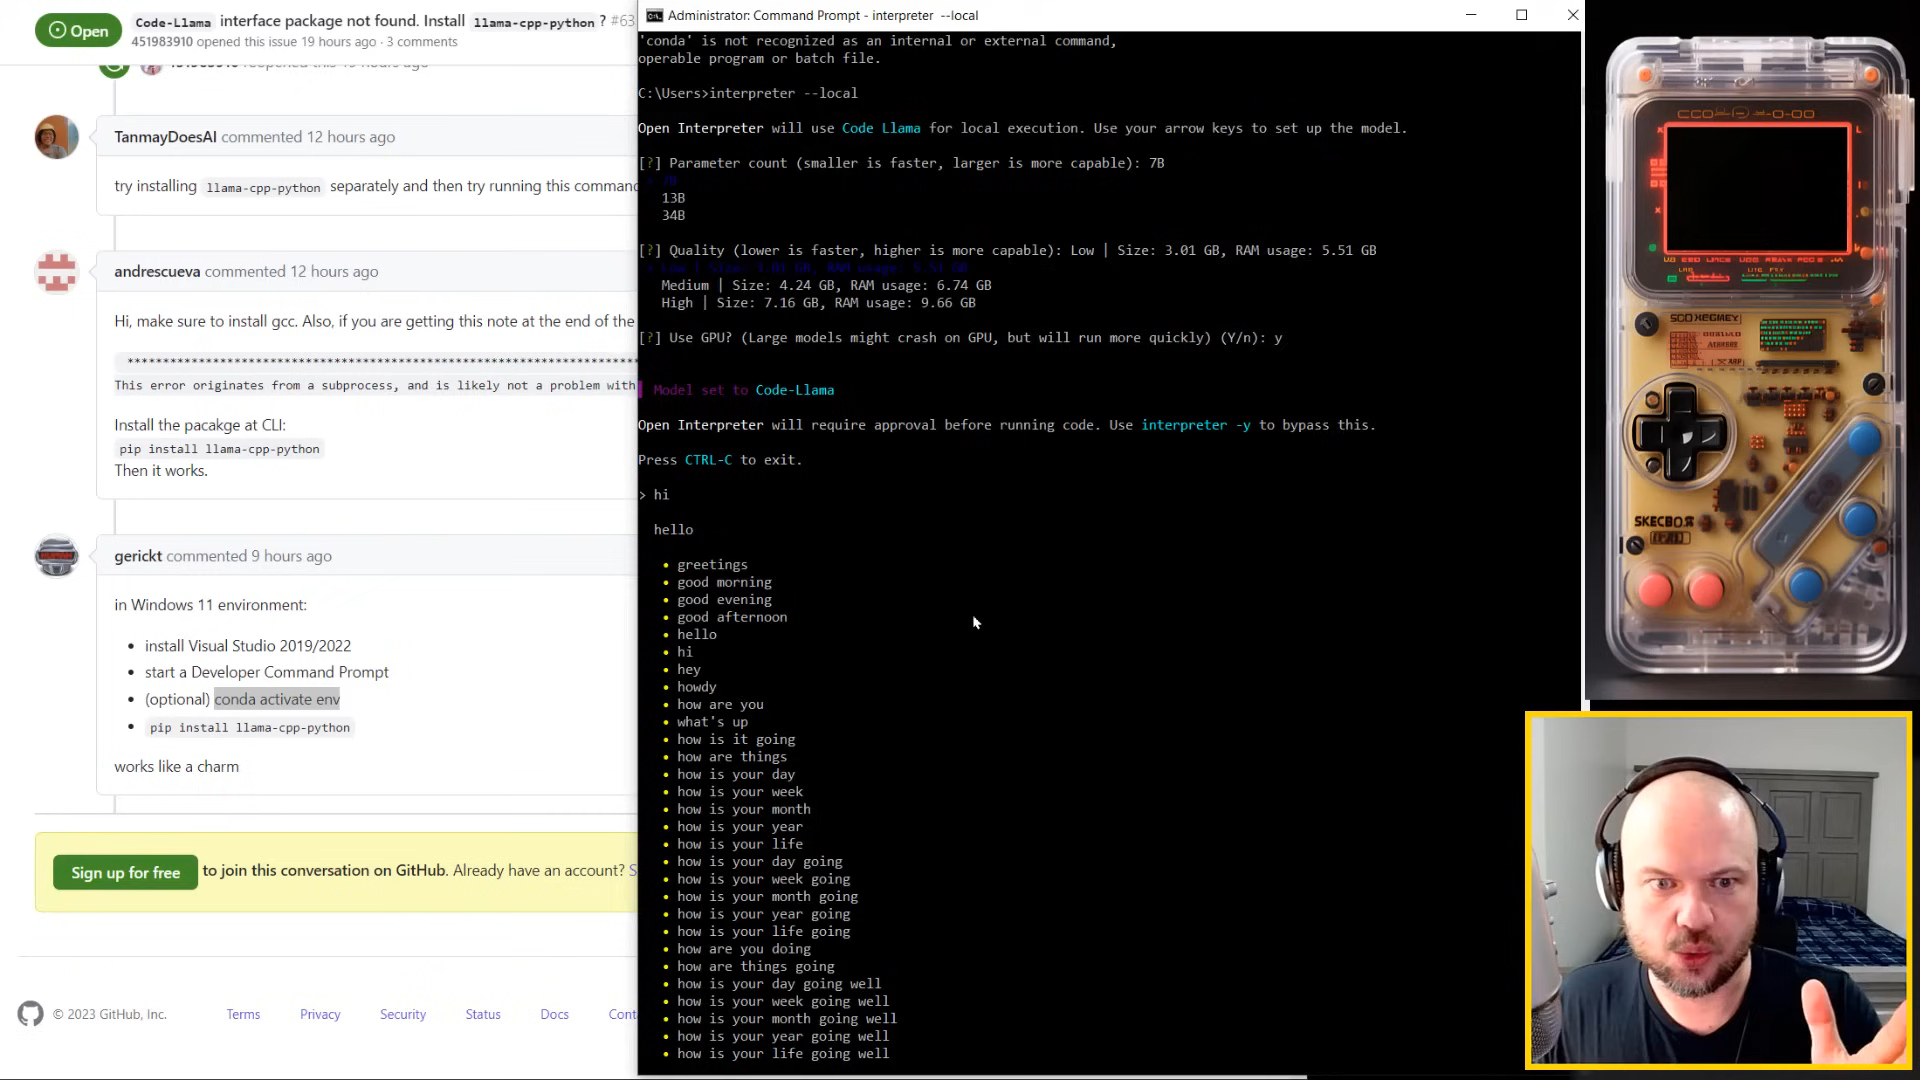 Open
Code-Llama interface package not found. Install llama-cpp-python ? #63
451983910 opened this issue 19 hours ago · 3 comments
TanmayDoesAI commented 12 hours ago
try installing llama-cpp-python separately and then try running this command
andrescueva commented 12 hours ago
Hi, make sure to install gcc. Also, if you are getting this note at the end of the
This error originates from a subprocess, and is likely not a problem with
Install the pacakge at CLI:
pip install llama-cpp-python
Then it works.
gerickt commented 9 hours ago
in Windows 11 environment:
install Visual Studio 2019/2022
start a Developer Command Prompt
(optional) conda activate env
pip install llama-cpp-python
works like a charm
Sign up for free to join this conversation on GitHub. Already have an account? S
© 2023 GitHub, Inc.
Terms
Privacy
Security
Status
Docs
Cont
Administrator: Command Prompt - interpreter --local
'conda' is not recognized as an internal or external command,
operable program or batch file.
C:\Users>interpreter --local
Open Interpreter will use Code Llama for local execution. Use your arrow keys to set up the model.
[?] Parameter count (smaller is faster, larger is more capable): 7B
> 7B
13B
34B
[?] Quality (lower is faster, higher is more capable): Low | Size: 3.01 GB, RAM usage: 5.51 GB
> Low | Size: 3.01 GB, RAM usage: 5.51 GB
Medium | Size: 4.24 GB, RAM usage: 6.74 GB
High | Size: 7.16 GB, RAM usage: 9.66 GB
[?] Use GPU? (Large models might crash on GPU, but will run more quickly) (Y/n): y
Model set to Code-Llama
Open Interpreter will require approval before running code. Use interpreter -y to bypass this.
Press CTRL-C to exit.
> hi
hello
• greetings
• good morning
• good evening
• good afternoon
• hello
• hi
• hey
• howdy
• how are you
• what's up
• how is it going
• how are things
• how is your day
• how is your week
• how is your month
• how is your year
• how is your life
• how is your day going
• how is your week going
• how is your month going
• how is your year going
• how is your life going
• how are you doing
• how are things going
• how is your day going well
• how is your week going well
• how is your month going well
• how is your year going well
• how is your life going well